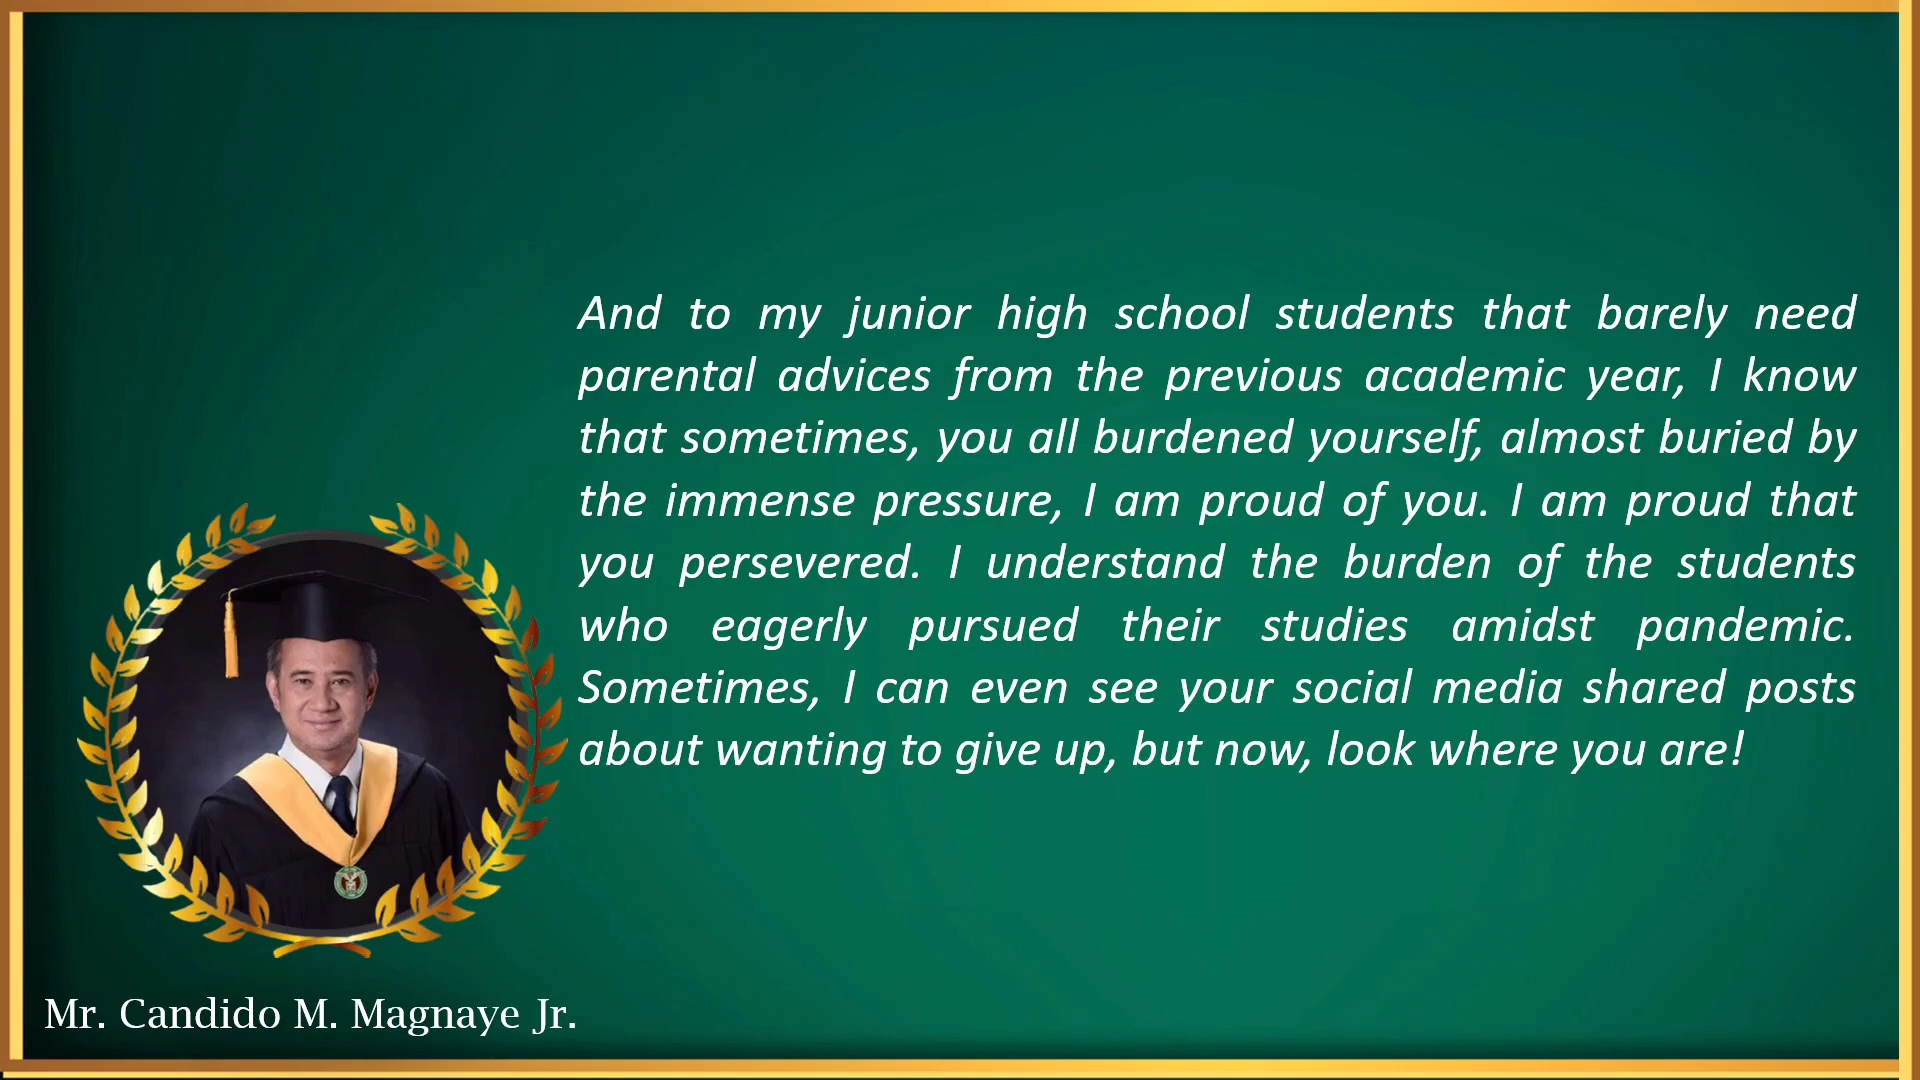 And to my junior high school students that barely need
parental advices from the previous academic year, I know
that sometimes, you all burdened yourself, almost buried by
the immense pressure, I am proud of you. I am proud that
you persevered. I understand the burden of the students
who eagerly pursued their studies amidst pandemic.
Sometimes, I can even see your social media shared posts
about wanting to give up, but now, look where you are!
Mr. Candido M. Magnaye Jr.